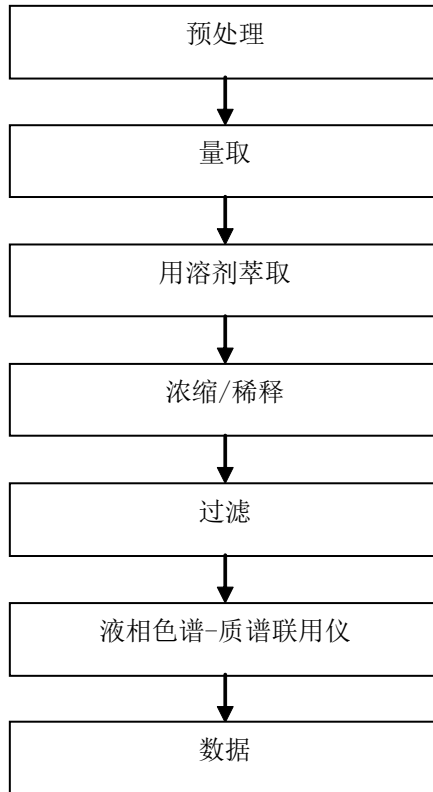 预处理
量取
用溶剂萃取
浓缩/稀释
过滤
液相色谱-质谱联用仪
数据